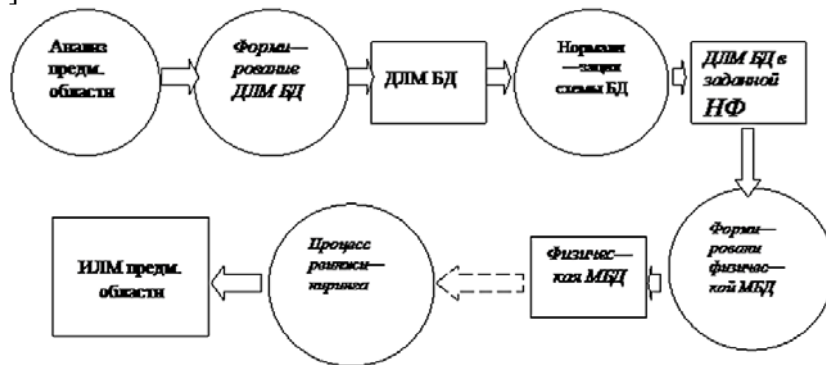 ]
Анализ
предм.
области
Форми—
рование
ДЛМ БД
ДЛМ БД
Нормали
—зация
схемы БД
ДЛМ БД в
заданной
НФ
Форми—
ровани
физичес—
кой МБД
Физичес—
кая МБД
Процесс
реинжи—
ниринга
ИЛМ предм.
области